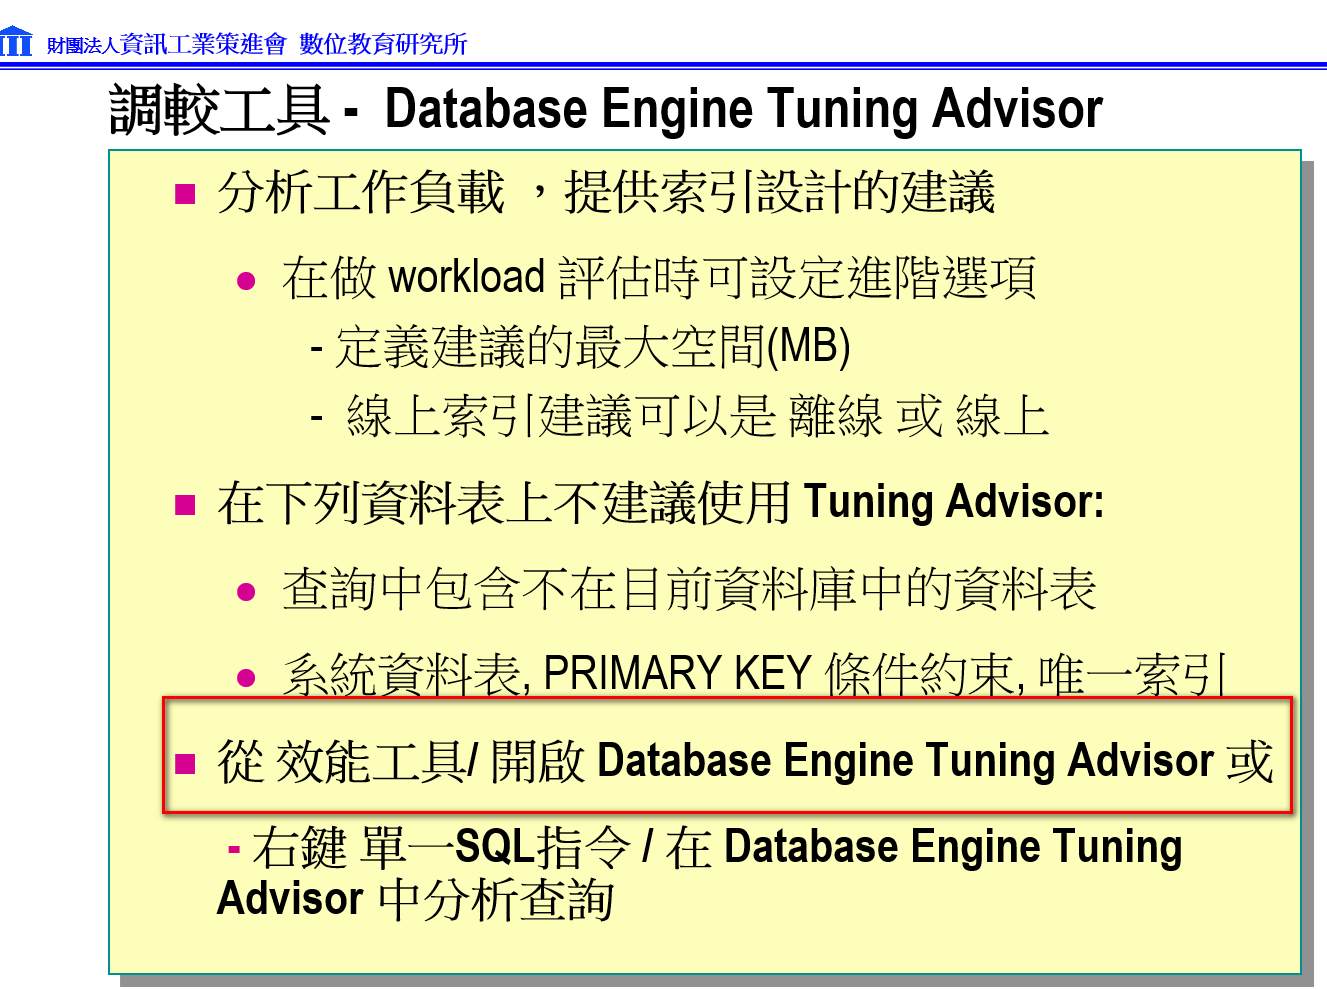 財團法人資訊工業策進會 數位教育研究所
調較工具 - Database Engine Tuning Advisor
分析工作負載 ，提供索引設計的建議
在做 workload 評估時可設定進階選項
- 定義建議的最大空間(MB)
- 線上索引建議可以是 離線 或 線上
在下列資料表上不建議使用 Tuning Advisor:
查詢中包含不在目前資料庫中的資料表
系統資料表, PRIMARY KEY 條件約束, 唯一索引
從 效能工具/ 開啟 Database Engine Tuning Advisor 或
- 右鍵 單一SQL指令 / 在 Database Engine Tuning
Advisor 中分析查詢